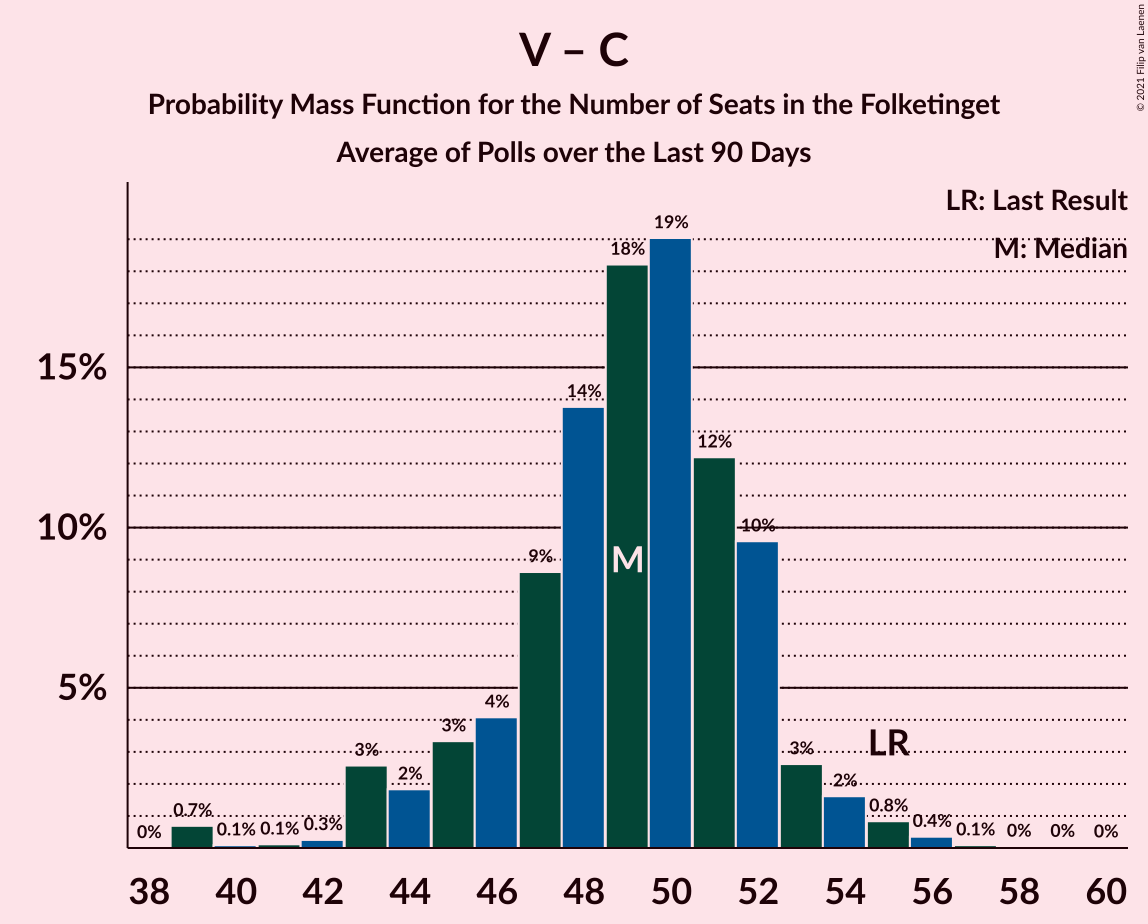 V – C
Probability Mass Function for the Number of Seats in the Folketinget
Average of Polls over the Last 90 Days
© 2021 Filip van Laenen
LR: Last Result
M: Median
15%
10%
5%
0%
0.7%
0.1%
0.1%
0.3%
3%
2%
3%
4%
9%
14%
18%
19%
12%
10%
3%
2%
0.8%
0.4%
0.1%
0%
0%
0%
M
LR
38 40 42 44 46 48 50 52 54 56 58 60